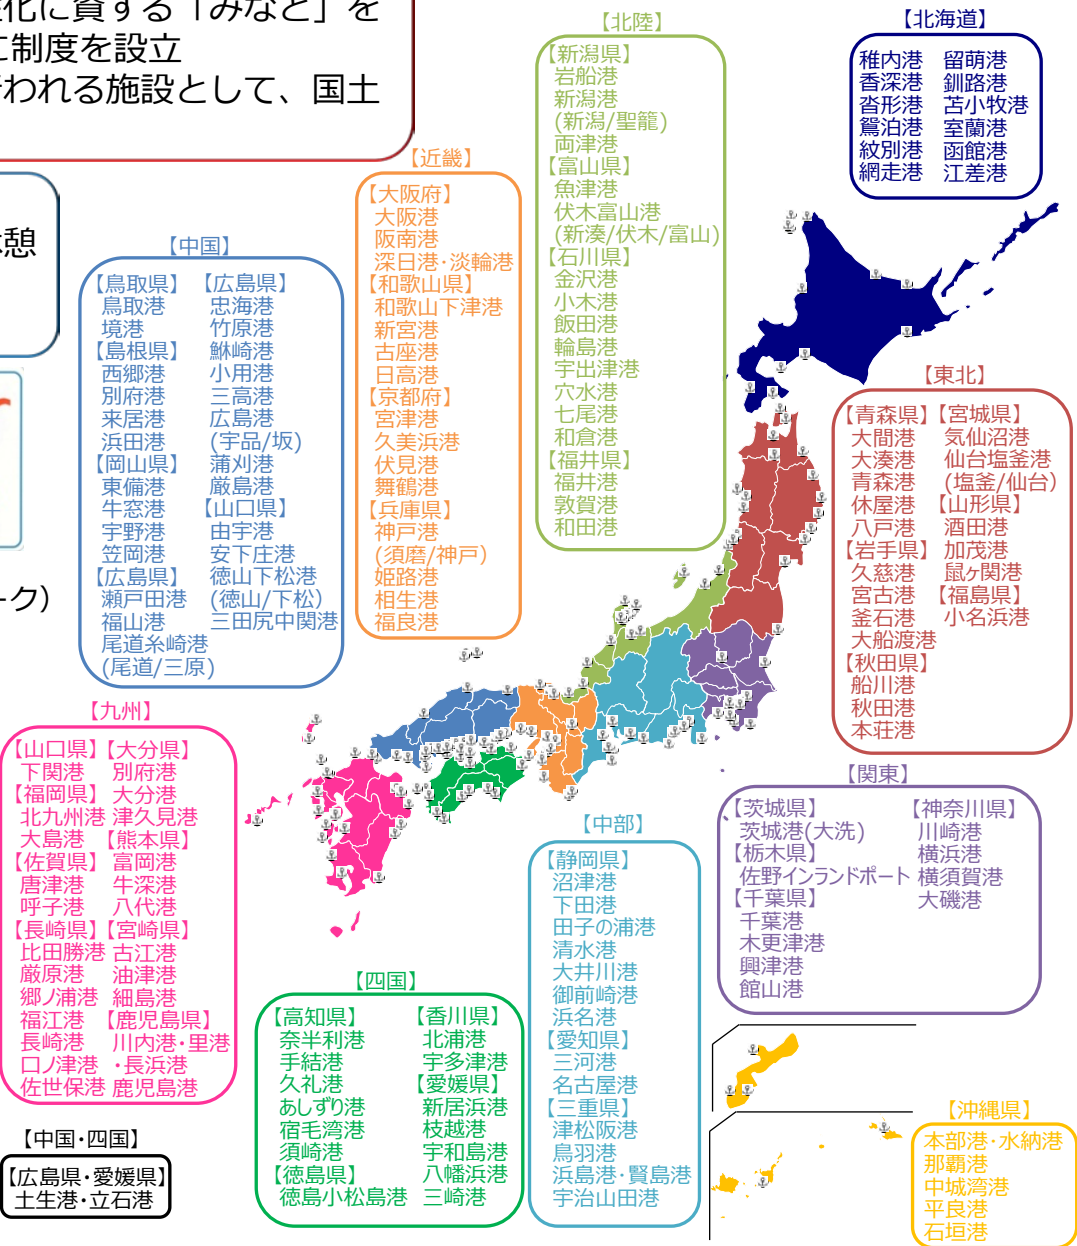 性化に資する「みなと」を
に制度を設立
行われる施設として、国土
憩
ーク）
【北海道】
稚内港 留萌港
香深港 釧路港
沓形港 苫小牧港
鴛泊港 室蘭港
紋別港 函館港
網走港 江差港
【北陸】
【新潟県】
岩船港
新潟港
(新潟/聖籠)
両津港
【富山県】
魚津港
伏木富山港
(新湊/伏木/富山)
【石川県】
金沢港
小木港
飯田港
輪島港
宇出津港
穴水港
七尾港
和倉港
【福井県】
福井港
敦賀港
和田港
【近畿】
【大阪府】
大阪港
阪南港
深日港・淡輪港
【和歌山県】
和歌山下津港
新宮港
古座港
日高港
【京都府】
宮津港
久美浜港
伏見港
舞鶴港
【兵庫県】
神戸港
(須磨/神戸)
姫路港
相生港
福良港
【中国】
【鳥取県】
鳥取港
境港
【島根県】
西郷港
別府港
来居港
浜田港
【岡山県】
東備港
牛窓港
宇野港
笠岡港
【広島県】
瀬戸田港
福山港
尾道糸崎港
(尾道/三原)
【広島県】
忠海港
竹原港
鮴崎港
小用港
三高港
広島港
(宇品/坂)
蒲刈港
厳島港
【山口県】
由宇港
安下庄港
徳山下松港
(徳山/下松)
三田尻中関港
【東北】
【青森県】
大間港
大湊港
青森港
休屋港
八戸港
【岩手県】
久慈港
宮古港
釜石港
大船渡港
【秋田県】
船川港
秋田港
本荘港
【宮城県】
気仙沼港
仙台塩釜港
(塩釜/仙台)
【山形県】
酒田港
加茂港
鼠ヶ関港
【福島県】
小名浜港
【九州】
【山口県】
下関港
【福岡県】
北九州港
大島港
【佐賀県】
唐津港
呼子港
【長崎県】
比田勝港
厳原港
郷ノ浦港
福江港
長崎港
口ノ津港
佐世保港
【大分県】
別府港
大分港
津久見港
【熊本県】
富岡港
牛深港
八代港
【宮崎県】
古江港
油津港
細島港
【鹿児島県】
川内港・里港
・長浜港
鹿児島港
【関東】
【茨城県】
茨城港(大洗)
【栃木県】
佐野インランドポート
【千葉県】
千葉港
木更津港
興津港
館山港
【神奈川県】
川崎港
横浜港
横須賀港
大磯港
【中部】
【静岡県】
沼津港
下田港
田子の浦港
清水港
大井川港
御前崎港
浜名港
【愛知県】
三河港
名古屋港
【三重県】
津松阪港
鳥羽港
浜島港・賢島港
宇治山田港
【四国】
【高知県】
奈半利港
手結港
久礼港
あしずり港
宿毛湾港
須崎港
【徳島県】
徳島小松島港
【香川県】
北浦港
宇多津港
【愛媛県】
新居浜港
枝越港
宇和島港
八幡浜港
三崎港
【中国・四国】
【広島県・愛媛県】
土生港・立石港
【沖縄県】
本部港・水納港
那覇港
中城湾港
平良港
石垣港